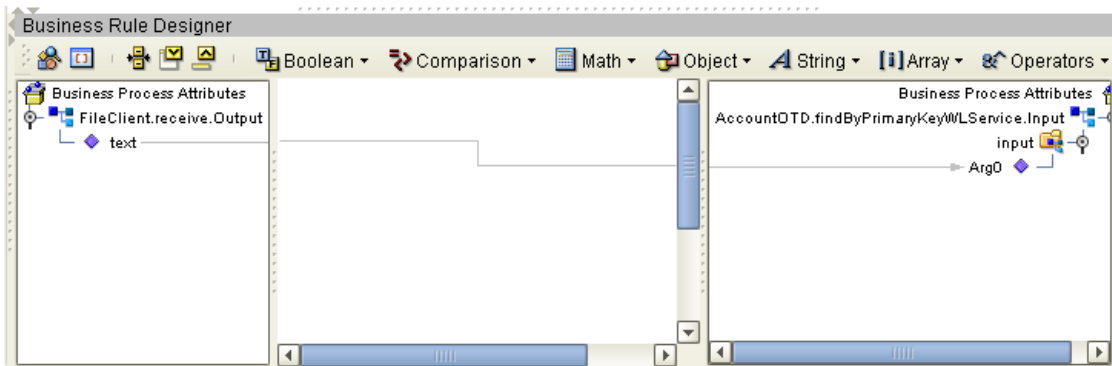 Business Rule Designer
Boolean Comparison Math Object String [i] Array Operators
Business Process Attributes
FileClient.receive.Output
text
Business Process Attributes
AccountOTD.findByPrimaryKeyWLService.Input
input
Arg0